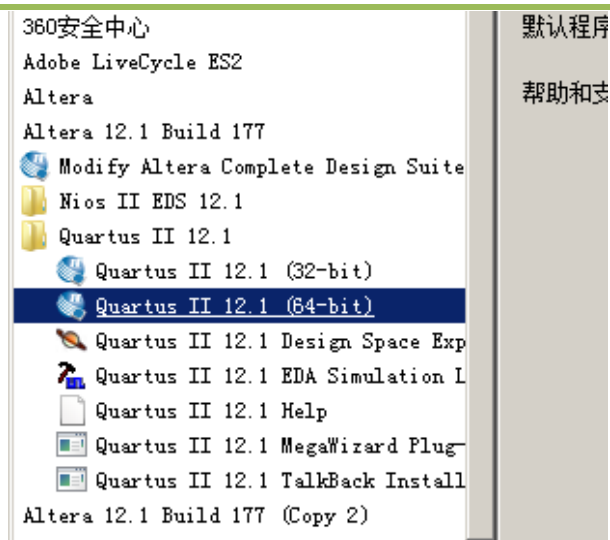 360安全中心
Adobe LiveCycle ES2
Altera
Altera 12.1 Build 177
Modify Altera Complete Design Suite
Nios II EDS 12.1
Quartus II 12.1
Quartus II 12.1 (32-bit)
Quartus II 12.1 (64-bit)
Quartus II 12.1 Design Space Exp
Quartus II 12.1 EDA Simulation L
Quartus II 12.1 Help
Quartus II 12.1 MegaWizard Plug-
Quartus II 12.1 TalkBack Install
Altera 12.1 Build 177 (Copy 2)
默认程序
帮助和支